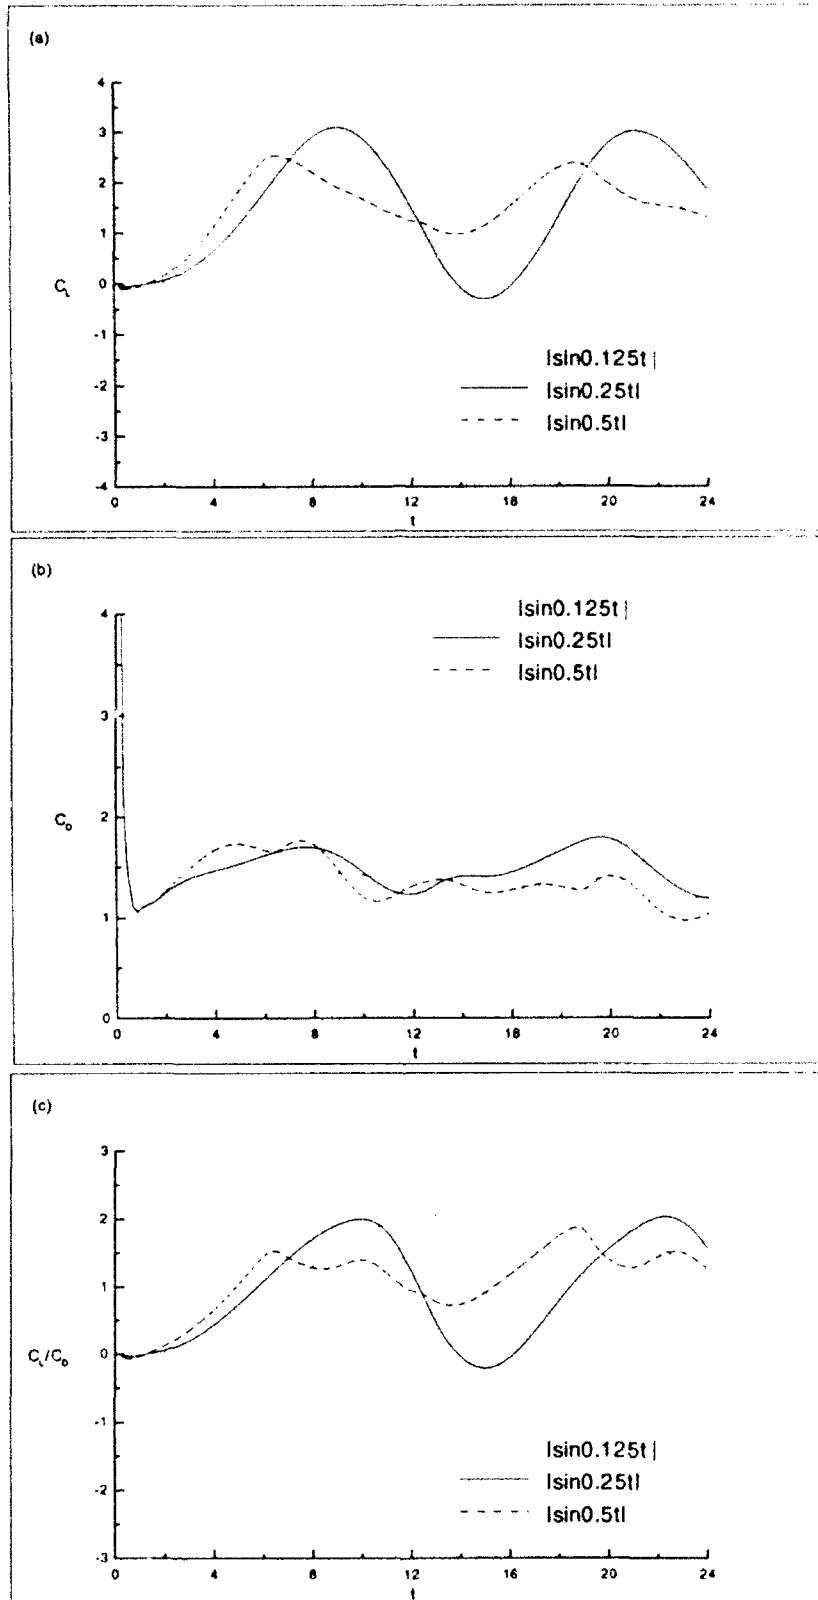 (a)
4
3
2
1
0
-1
-2
-3
-4
C_L
|sin0.125t|
|sin0.25t|
|sin0.5t|
0 4 8 12 16 20 24
t
(b)
|sin0.125t|
|sin0.25t|
|sin0.5t|
4
3
2
1
0
C_D
0 4 8 12 16 20 24
t
(c)
3
2
1
0
-1
-2
-3
C_L/C_D
|sin0.125t|
|sin0.25t|
|sin0.5t|
0 4 8 12 16 20 24
t